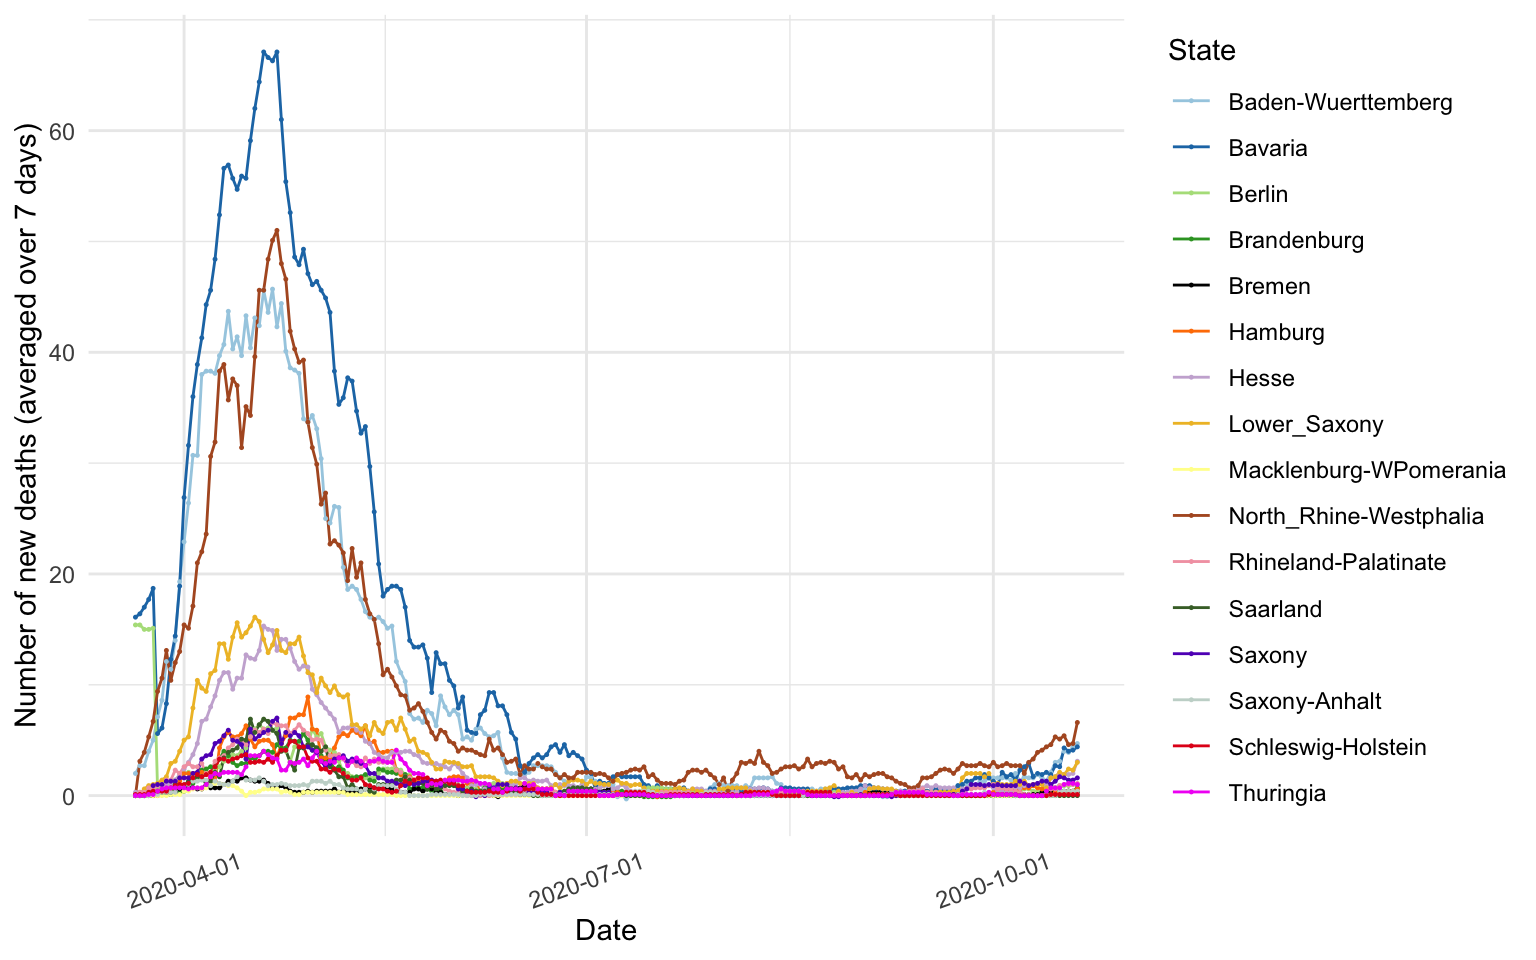 Number of new deaths (averaged over 7 days)
60
40
20
0
2020-04-01
2020-07-01
2020-10-01
Date
State
Baden-Wuerttemberg
Bavaria
Berlin
Brandenburg
Bremen
Hamburg
Hesse
Lower_Saxony
Macklenburg-WPomerania
North_Rhine-Westphalia
Rhineland-Palatinate
Saarland
Saxony
Saxony-Anhalt
Schleswig-Holstein
Thuringia